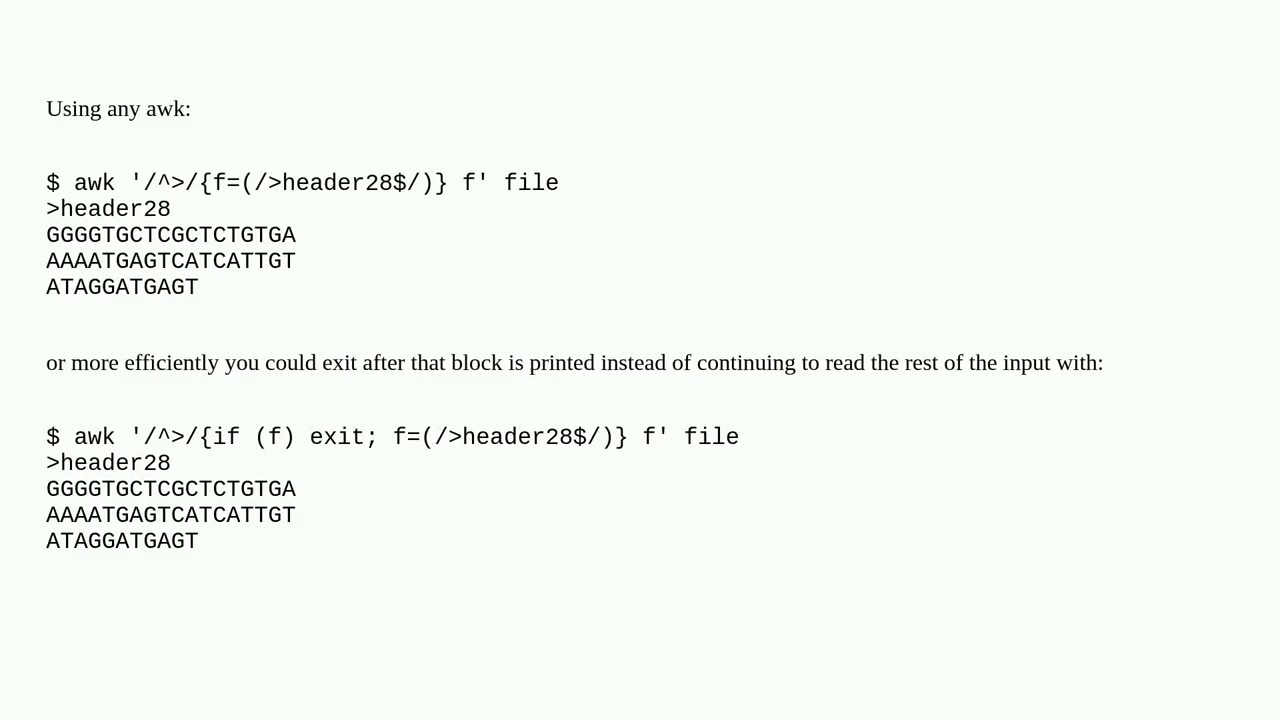 Using any awk:
$ awk '/^>/{f=(/>header28$/)} f' file
>header28
GGGGTGCTCGCTCTGTGA
AAAATGAGTCATCATTGT
ATAGGATGAGT
or more efficiently you could exit after that block is printed instead of continuing to read the rest of the input with:
$ awk '/^>/{if (f) exit; f=(/>header28$/)} f' file
>header28
GGGGTGCTCGCTCTGTGA
AAAATGAGTCATCATTGT
ATAGGATGAGT